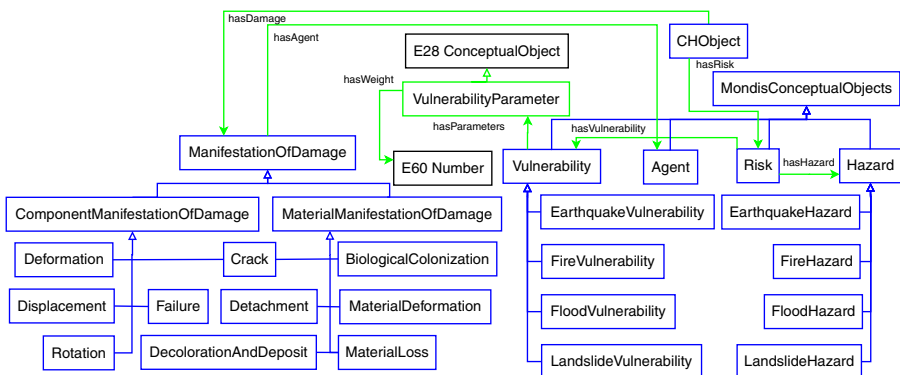 hasDamage
hasAgent
CHObject
E28 ConceptualObject
hasRisk
hasWeight
MondisConceptualObjects
VulnerabilityParameter
hasParameters
hasVulnerability
ManifestationOfDamage
E60 Number
Vulnerability
Agent
Risk
hasHazard
Hazard
ComponentManifestationOfDamage
MaterialManifestationOfDamage
EarthquakeVulnerability
EarthquakeHazard
Deformation
Crack
BiologicalColonization
FireVulnerability
FireHazard
Displacement
Failure
Detachment
MaterialDeformation
FloodVulnerability
FloodHazard
Rotation
DecolorationAndDeposit
MaterialLoss
LandslideVulnerability
LandslideHazard